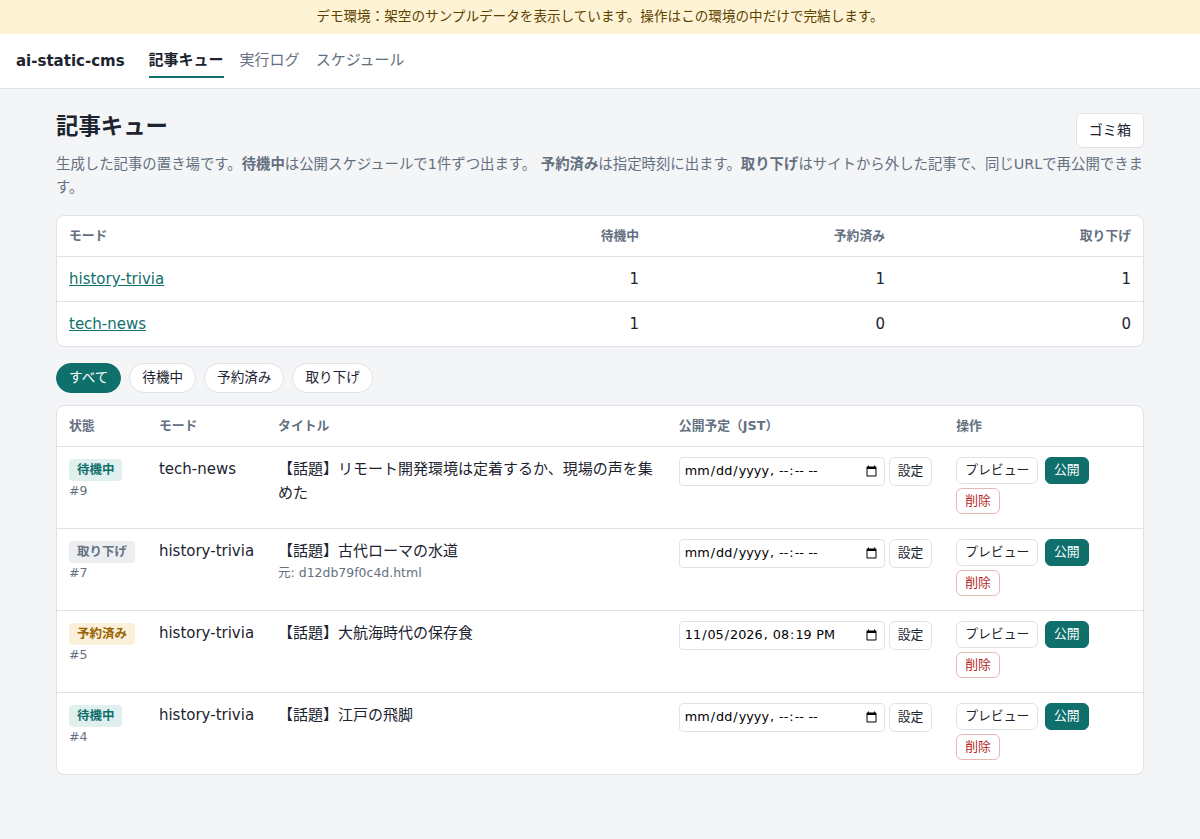 デモ環境：架空のサンプルデータを表示しています。操作はこの環境の中だけで完結します。
ai-static-cms 記事キュー 実行ログ スケジュール
記事キュー
ゴミ箱
生成した記事の置き場です。待機中は公開スケジュールで1件ずつ出ます。 予約済みは指定時刻に出ます。取り下げはサイトから外した記事で、同じURLで再公開できま
す。
モード 待機中 予約済み 取り下げ
history-trivia 1 1 1
tech-news 1 0 0
すべて 待機中 予約済み 取り下げ
状態 モード タイトル 公開予定（JST） 操作
待機中 tech-news 【話題】リモート開発環境は定着するか、現場の声を集 mm/dd/yyyy, --:-- -- 設定 プレビュー 公開
#9 めた 削除
取り下げ history-trivia 【話題】古代ローマの水道 mm/dd/yyyy, --:-- -- 設定 プレビュー 公開
#7 元: d12db79f0c4d.html 削除
予約済み history-trivia 【話題】大航海時代の保存食 11/05/2026, 08:19 PM 設定 プレビュー 公開
#5 削除
待機中 history-trivia 【話題】江戸の飛脚 mm/dd/yyyy, --:-- -- 設定 プレビュー 公開
#4 削除